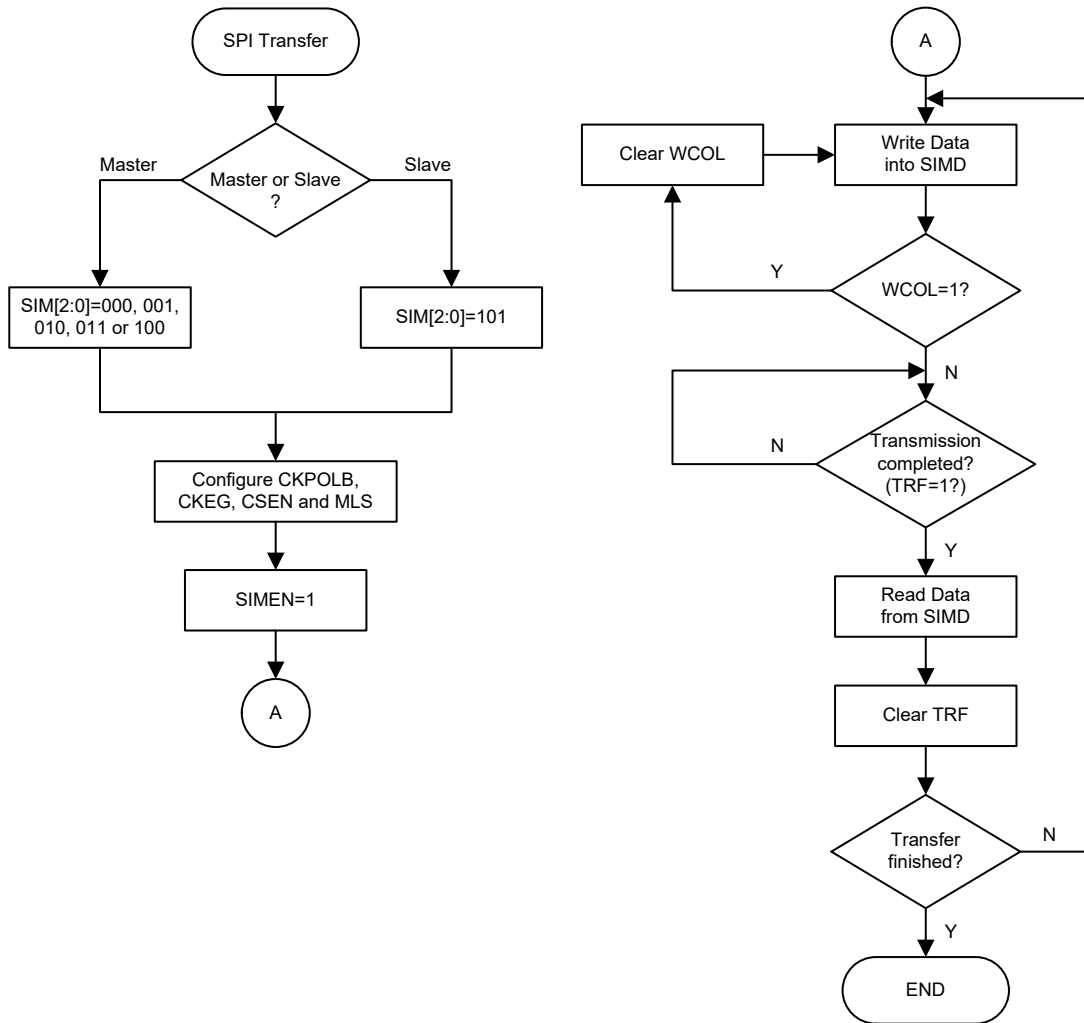 SPI Transfer
Master
Master or Slave
?
Slave
SIM[2:0]=000, 001,
010, 011 or 100
SIM[2:0]=101
Configure CKPOLB,
CKEG, CSEN and MLS
SIMEN=1
A
A
Clear WCOL
Write Data
into SIMD
Y
WCOL=1?
N
N
Transmission
completed?
(TRF=1?)
Y
Read Data
from SIMD
Clear TRF
Transfer
finished?
N
Y
END